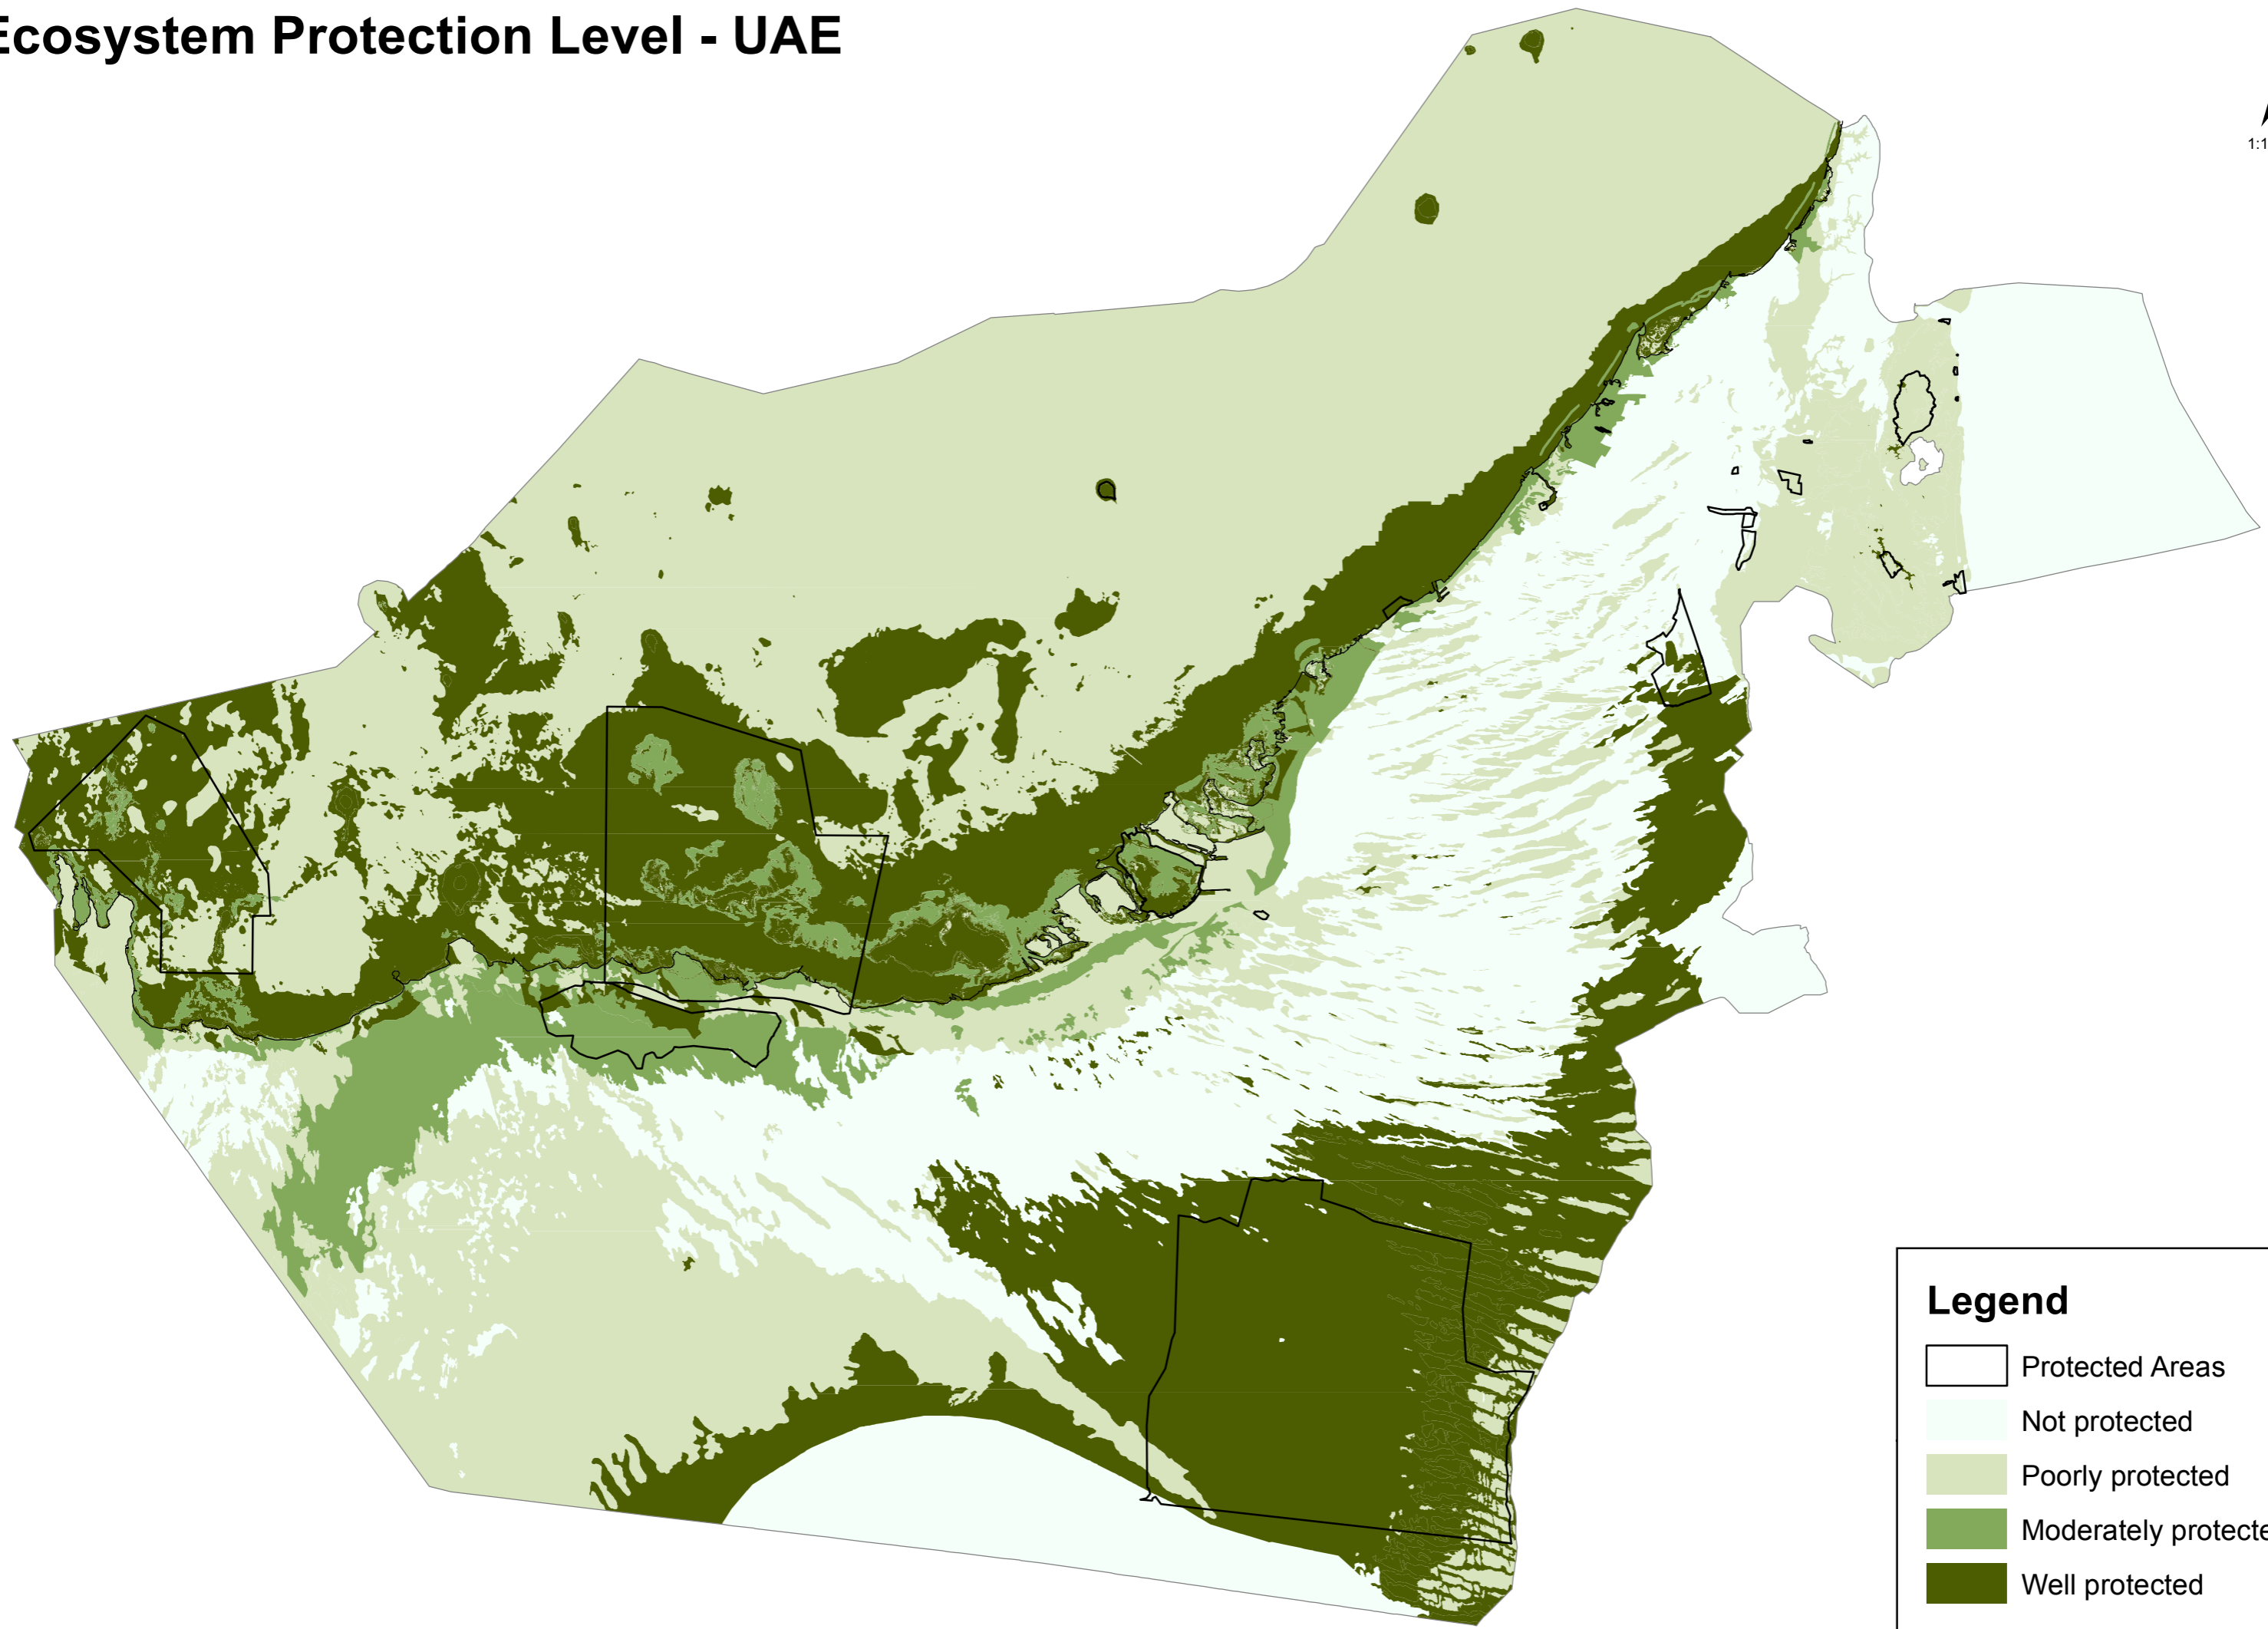 Ecosystem Protection Level - UAE
1:1
Legend
Protected Areas
Not protected
Poorly protected
Moderately protecte
Well protected